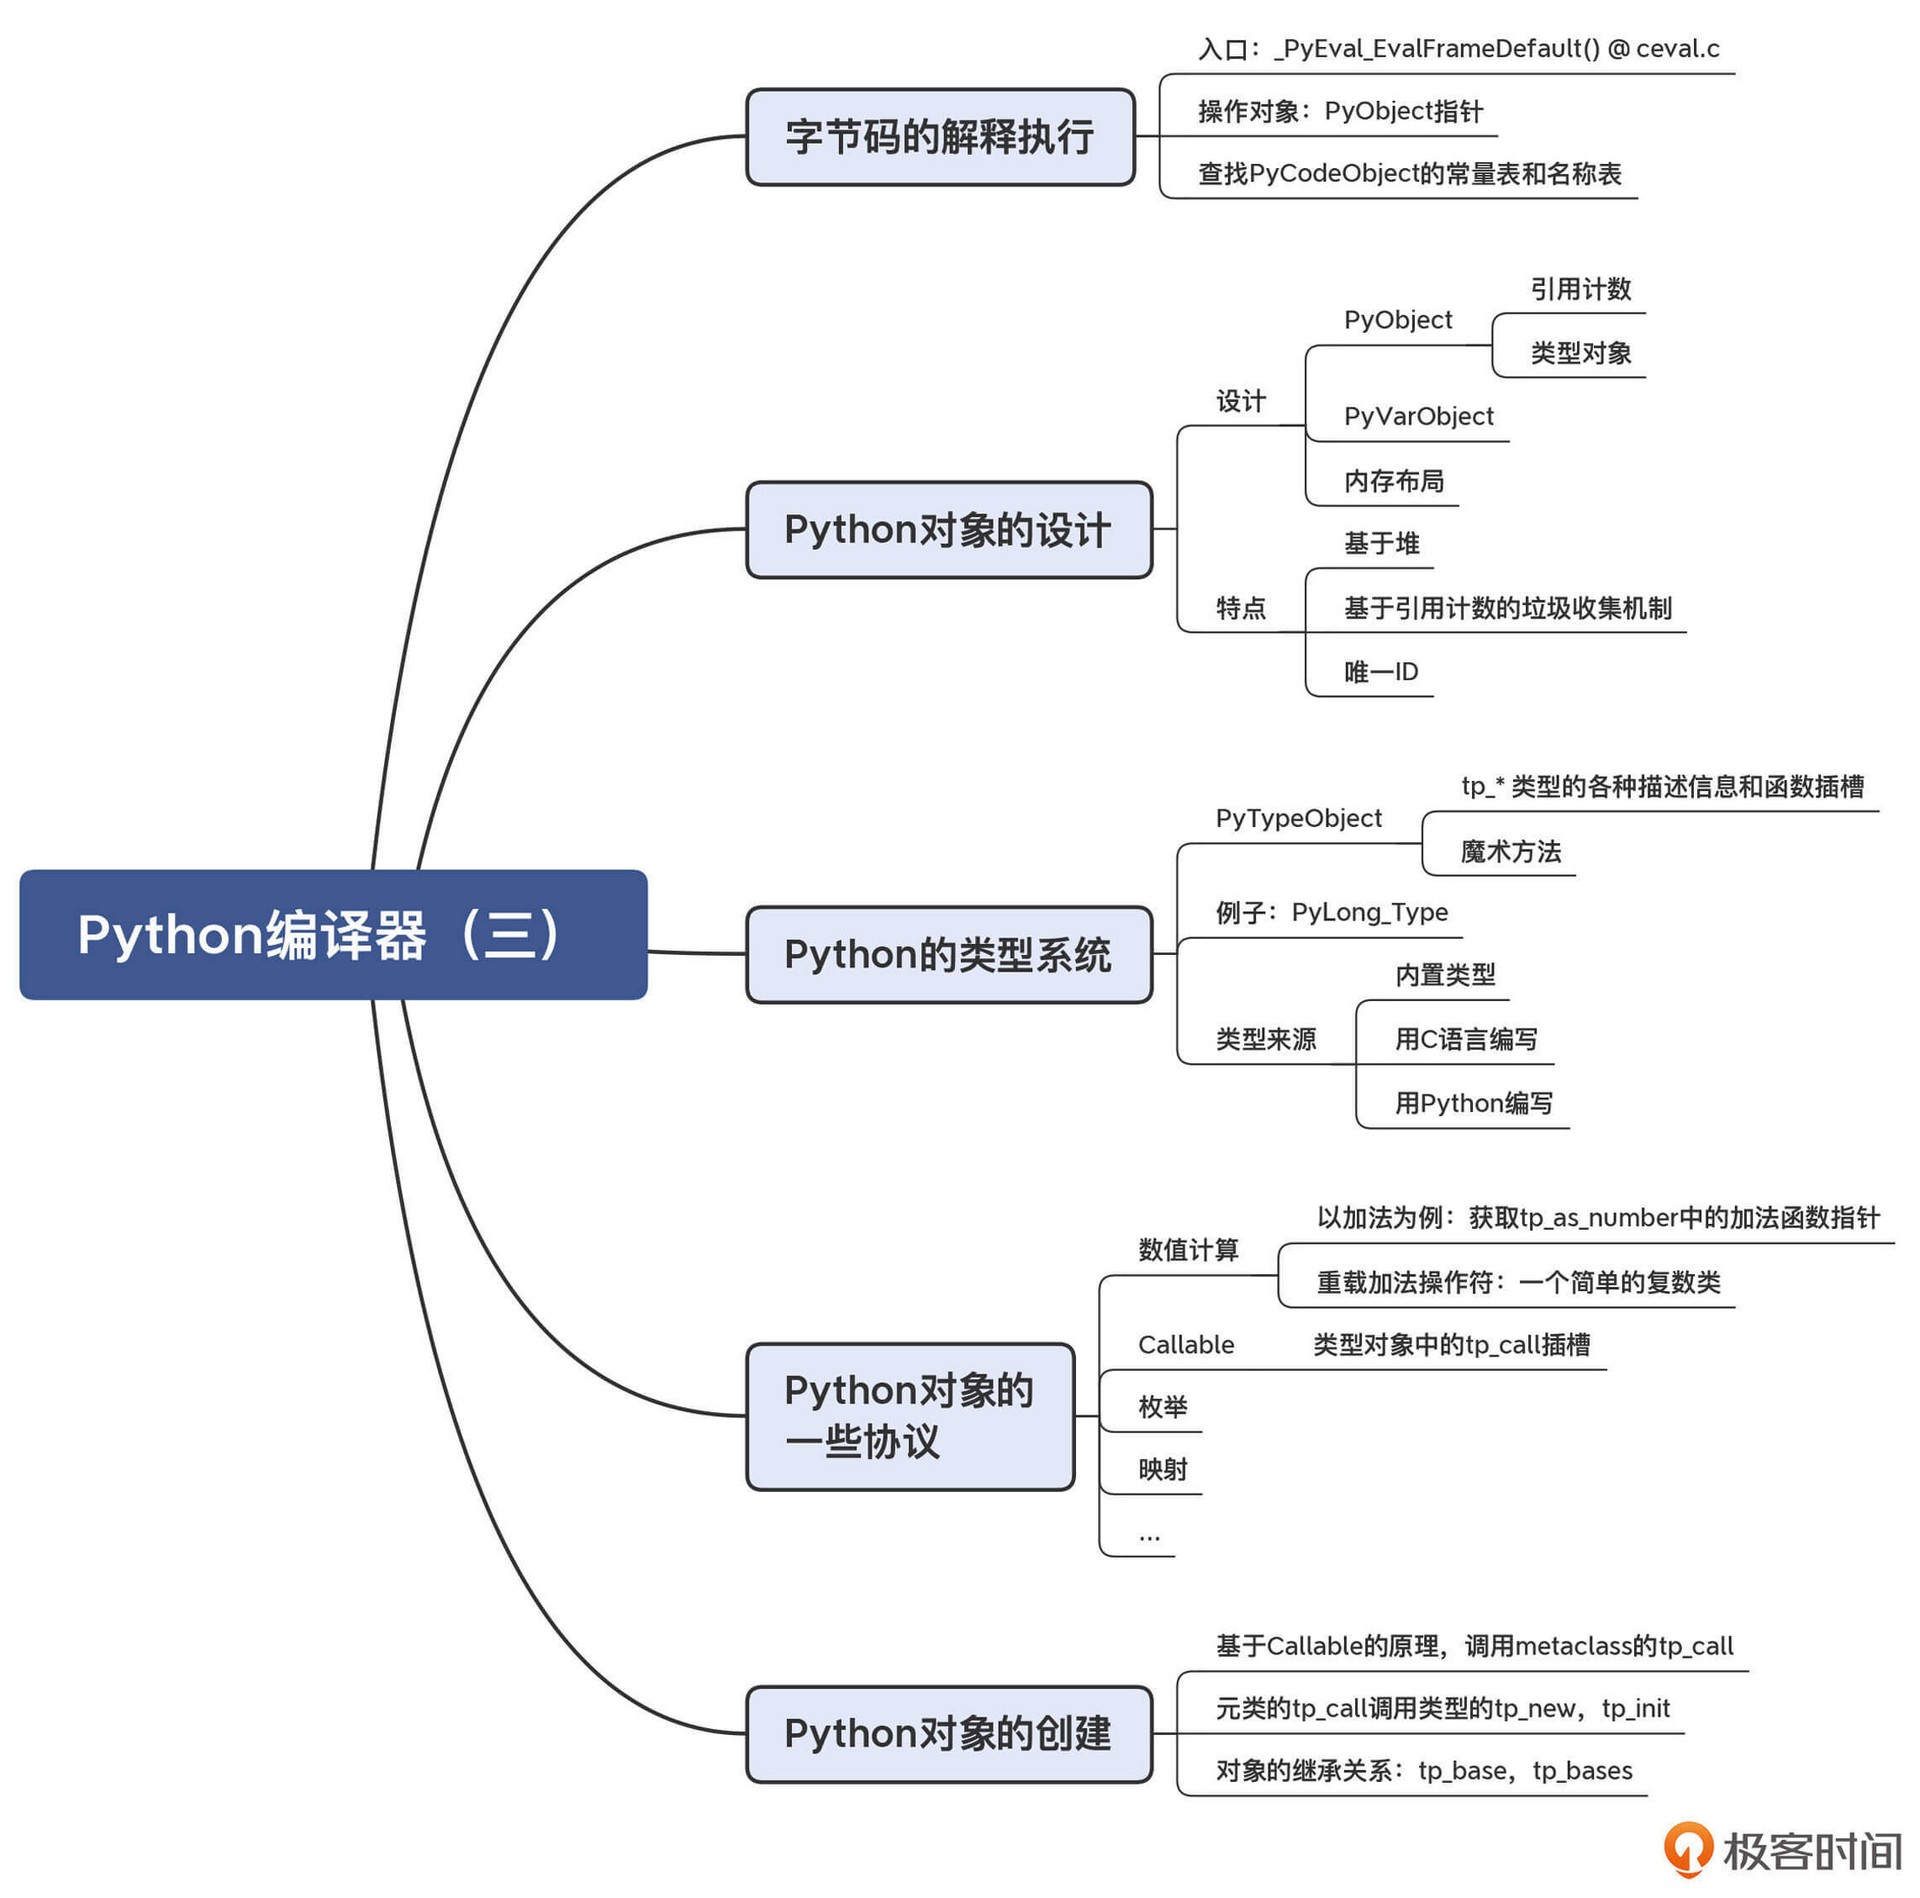 Python编译器（三）
字节码的解释执行
入口：_PyEval_EvalFrameDefault() @ ceval.c
操作对象：PyObject指针
查找PyCodeObject的常量表和名称表
Python对象的设计
设计
PyObject
引用计数
类型对象
PyVarObject
内存布局
特点
基于堆
基于引用计数的垃圾收集机制
唯一ID
Python的类型系统
PyTypeObject
tp_* 类型的各种描述信息和函数插槽
魔术方法
例子：PyLong_Type
类型来源
内置类型
用C语言编写
用Python编写
Python对象的
一些协议
数值计算
以加法为例：获取tp_as_number中的加法函数指针
重载加法操作符：一个简单的复数类
Callable
类型对象中的tp_call插槽
枚举
映射
...
Python对象的创建
基于Callable的原理，调用metaclass的tp_call
元类的tp_call调用类型的tp_new，tp_init
对象的继承关系：tp_base，tp_bases
极客时间